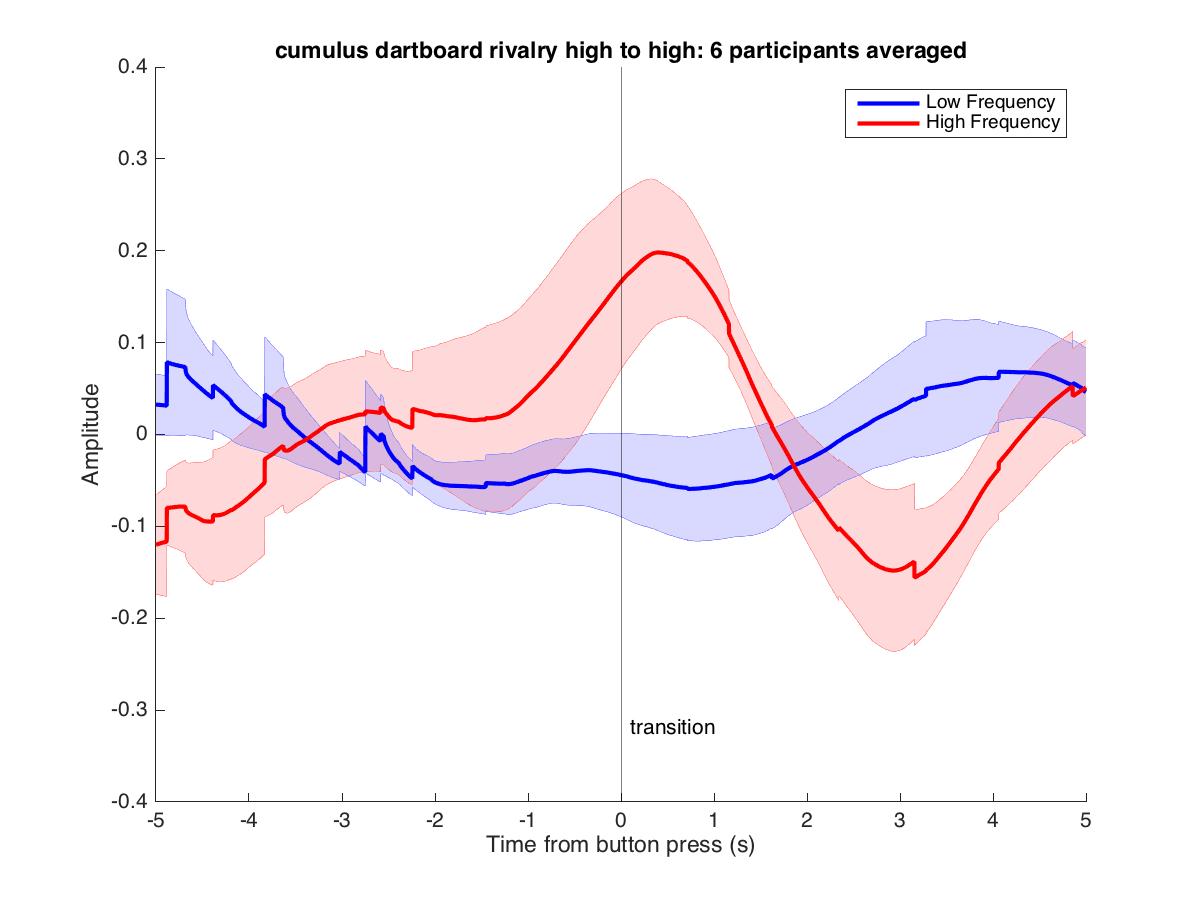 cumulus dartboard rivalry high to high: 6 participants averaged
Low Frequency
High Frequency
0.4
0.3
0.2
0.1
0
-0.1
-0.2
-0.3
-0.4
Amplitude
transition
-5 -4 -3 -2 -1 0 1 2 3 4 5
Time from button press (s)